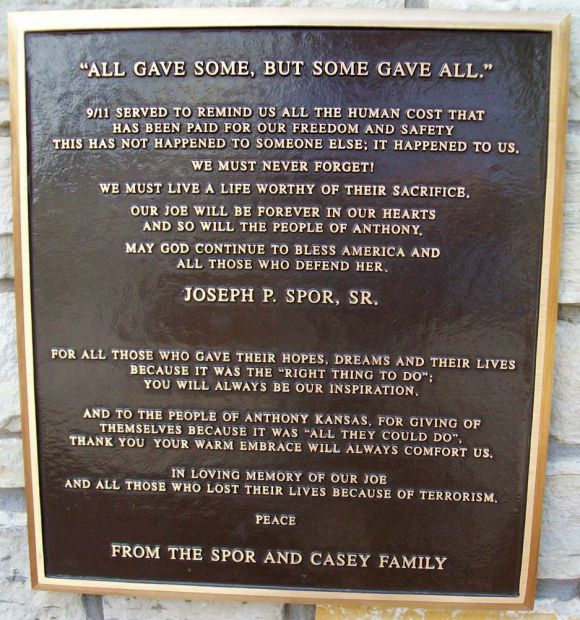 "ALL GAVE SOME, BUT SOME GAVE ALL."
9/11 SERVED TO REMIND US ALL THE HUMAN COST THAT
HAS BEEN PAID FOR OUR FREEDOM AND SAFETY
THIS HAS NOT HAPPENED TO SOMEONE ELSE; IT HAPPENED TO US.
WE MUST NEVER FORGET!
WE MUST LIVE A LIFE WORTHY OF THEIR SACRIFICE.
OUR JOE WILL BE FOREVER IN OUR HEARTS
AND SO WILL THE PEOPLE OF ANTHONY.
MAY GOD CONTINUE TO BLESS AMERICA AND
ALL THOSE WHO DEFEND HER.
JOSEPH P. SPOR, SR.
FOR ALL THOSE WHO GAVE THEIR HOPES, DREAMS AND THEIR LIVES
BECAUSE IT WAS THE "RIGHT THING TO DO";
YOU WILL ALWAYS BE OUR INSPIRATION.
AND TO THE PEOPLE OF ANTHONY KANSAS, FOR GIVING OF
THEMSELVES BECAUSE IT WAS "ALL THEY COULD DO",
THANK YOU YOUR WARM EMBRACE WILL ALWAYS COMFORT US.
IN LOVING MEMORY OF OUR JOE
AND ALL THOSE WHO LOST THEIR LIVES BECAUSE OF TERRORISM.
PEACE
FROM THE SPOR AND CASEY FAMILY